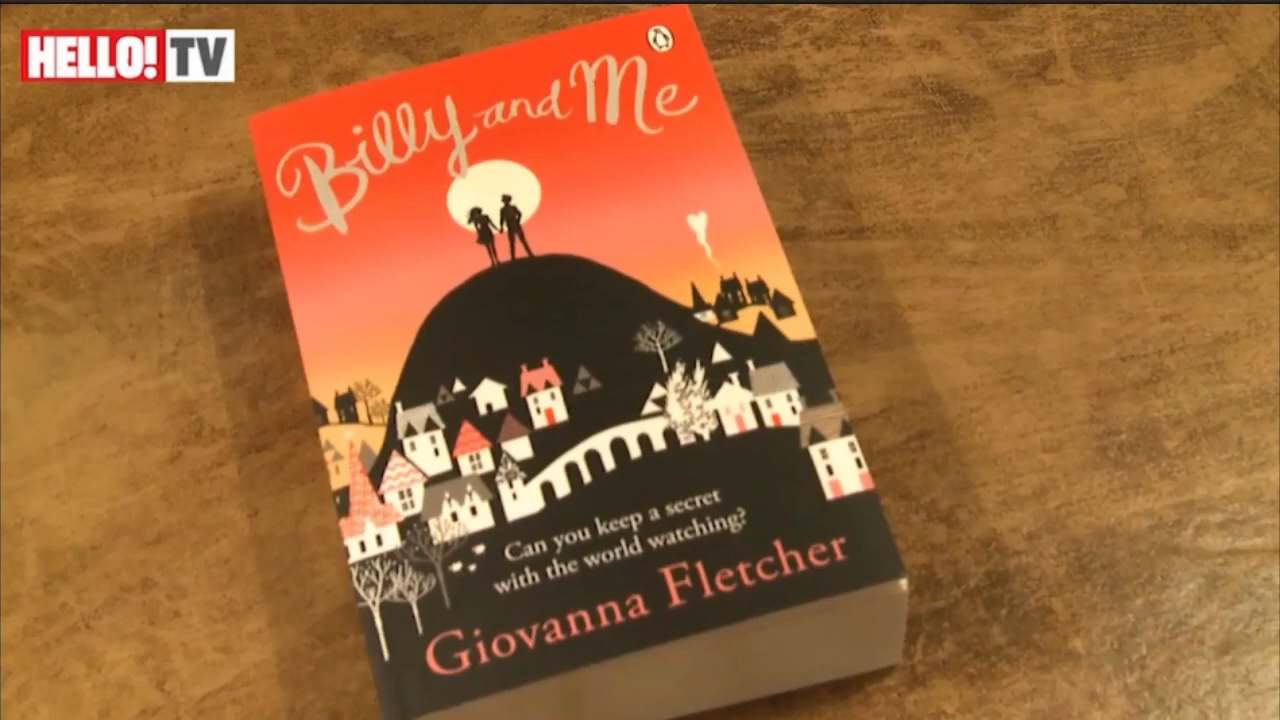 HELLO! TV
Billy and Me
Can you keep a secret
with the world watching?
Giovanna Fletcher